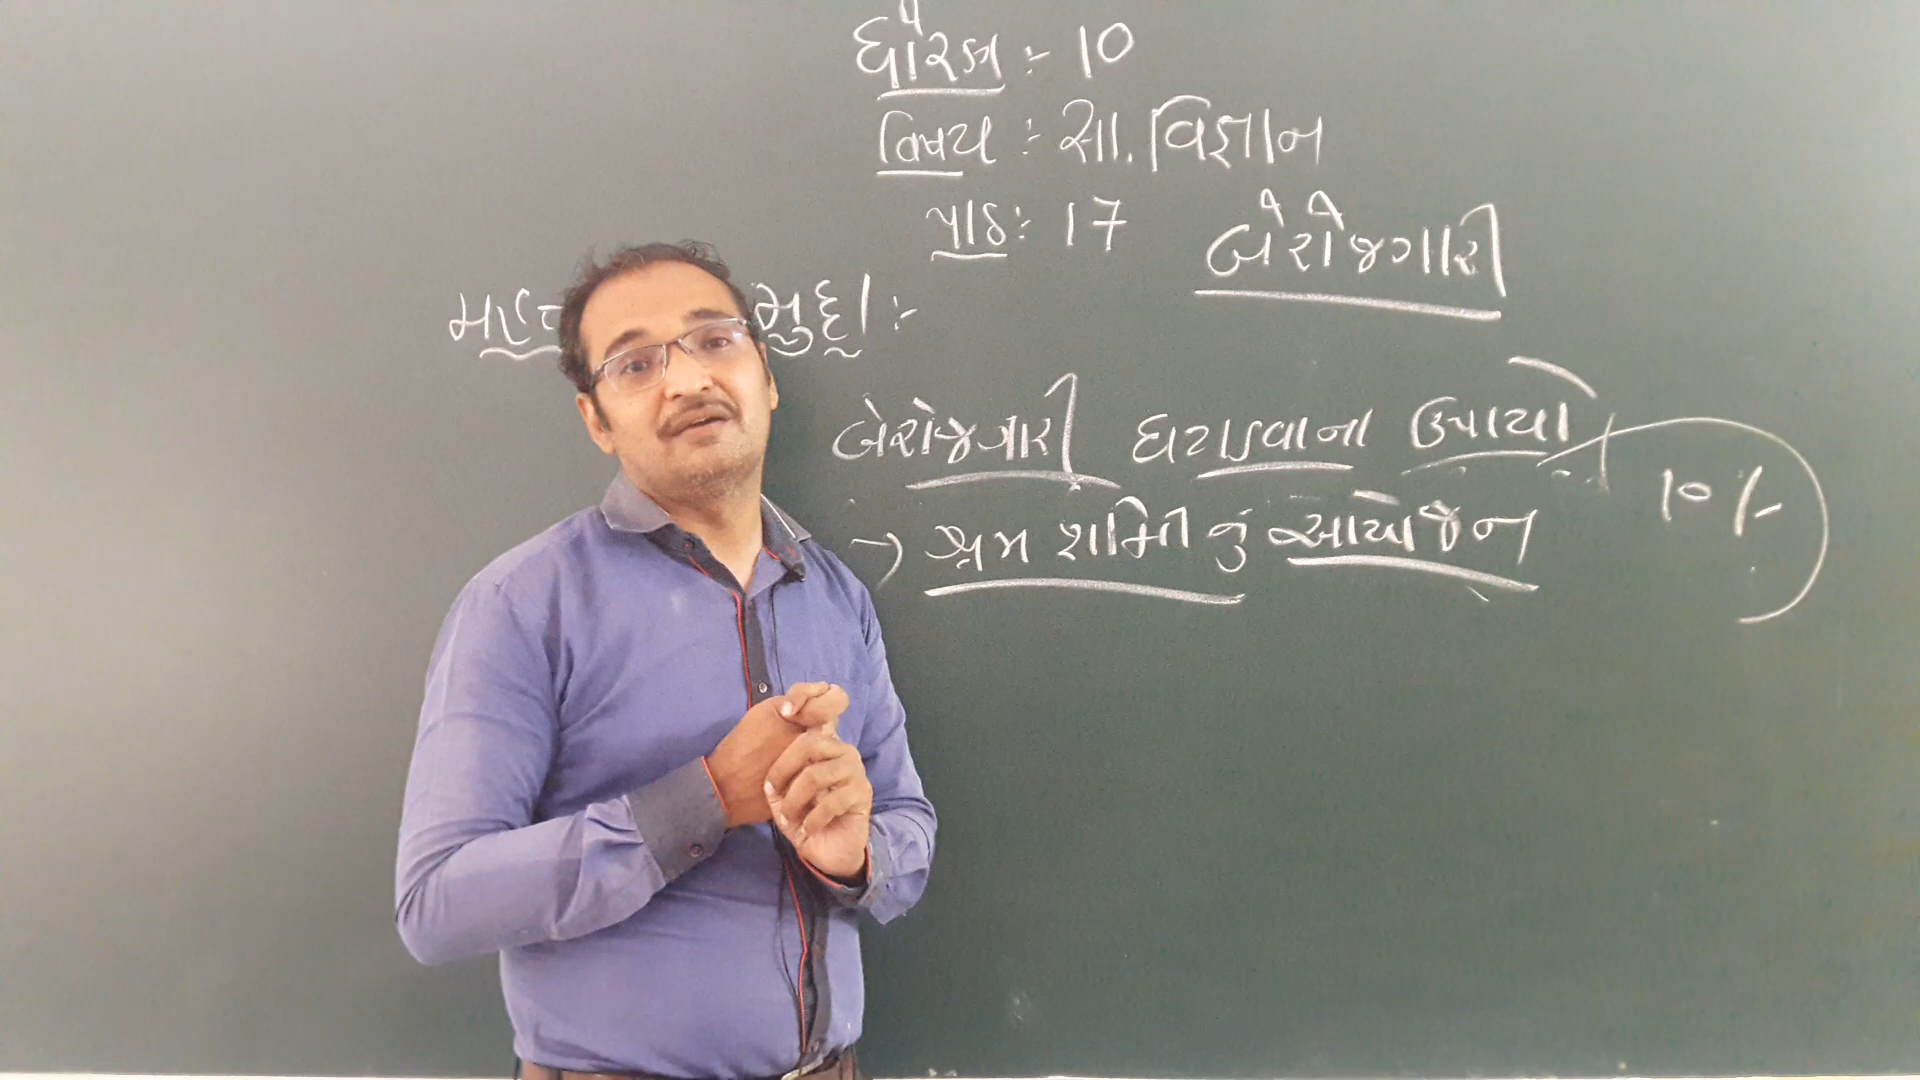 ધોરણ :- 10
વિષય :- સા. વિજ્ઞાન
પાઠ :- 17 બેરોજગારી
મુદ્દા :-
બેરોજગારી ઘટાડવાના ઉપાયો
10 %
→ શ્રમ શક્તિનું આયોજન